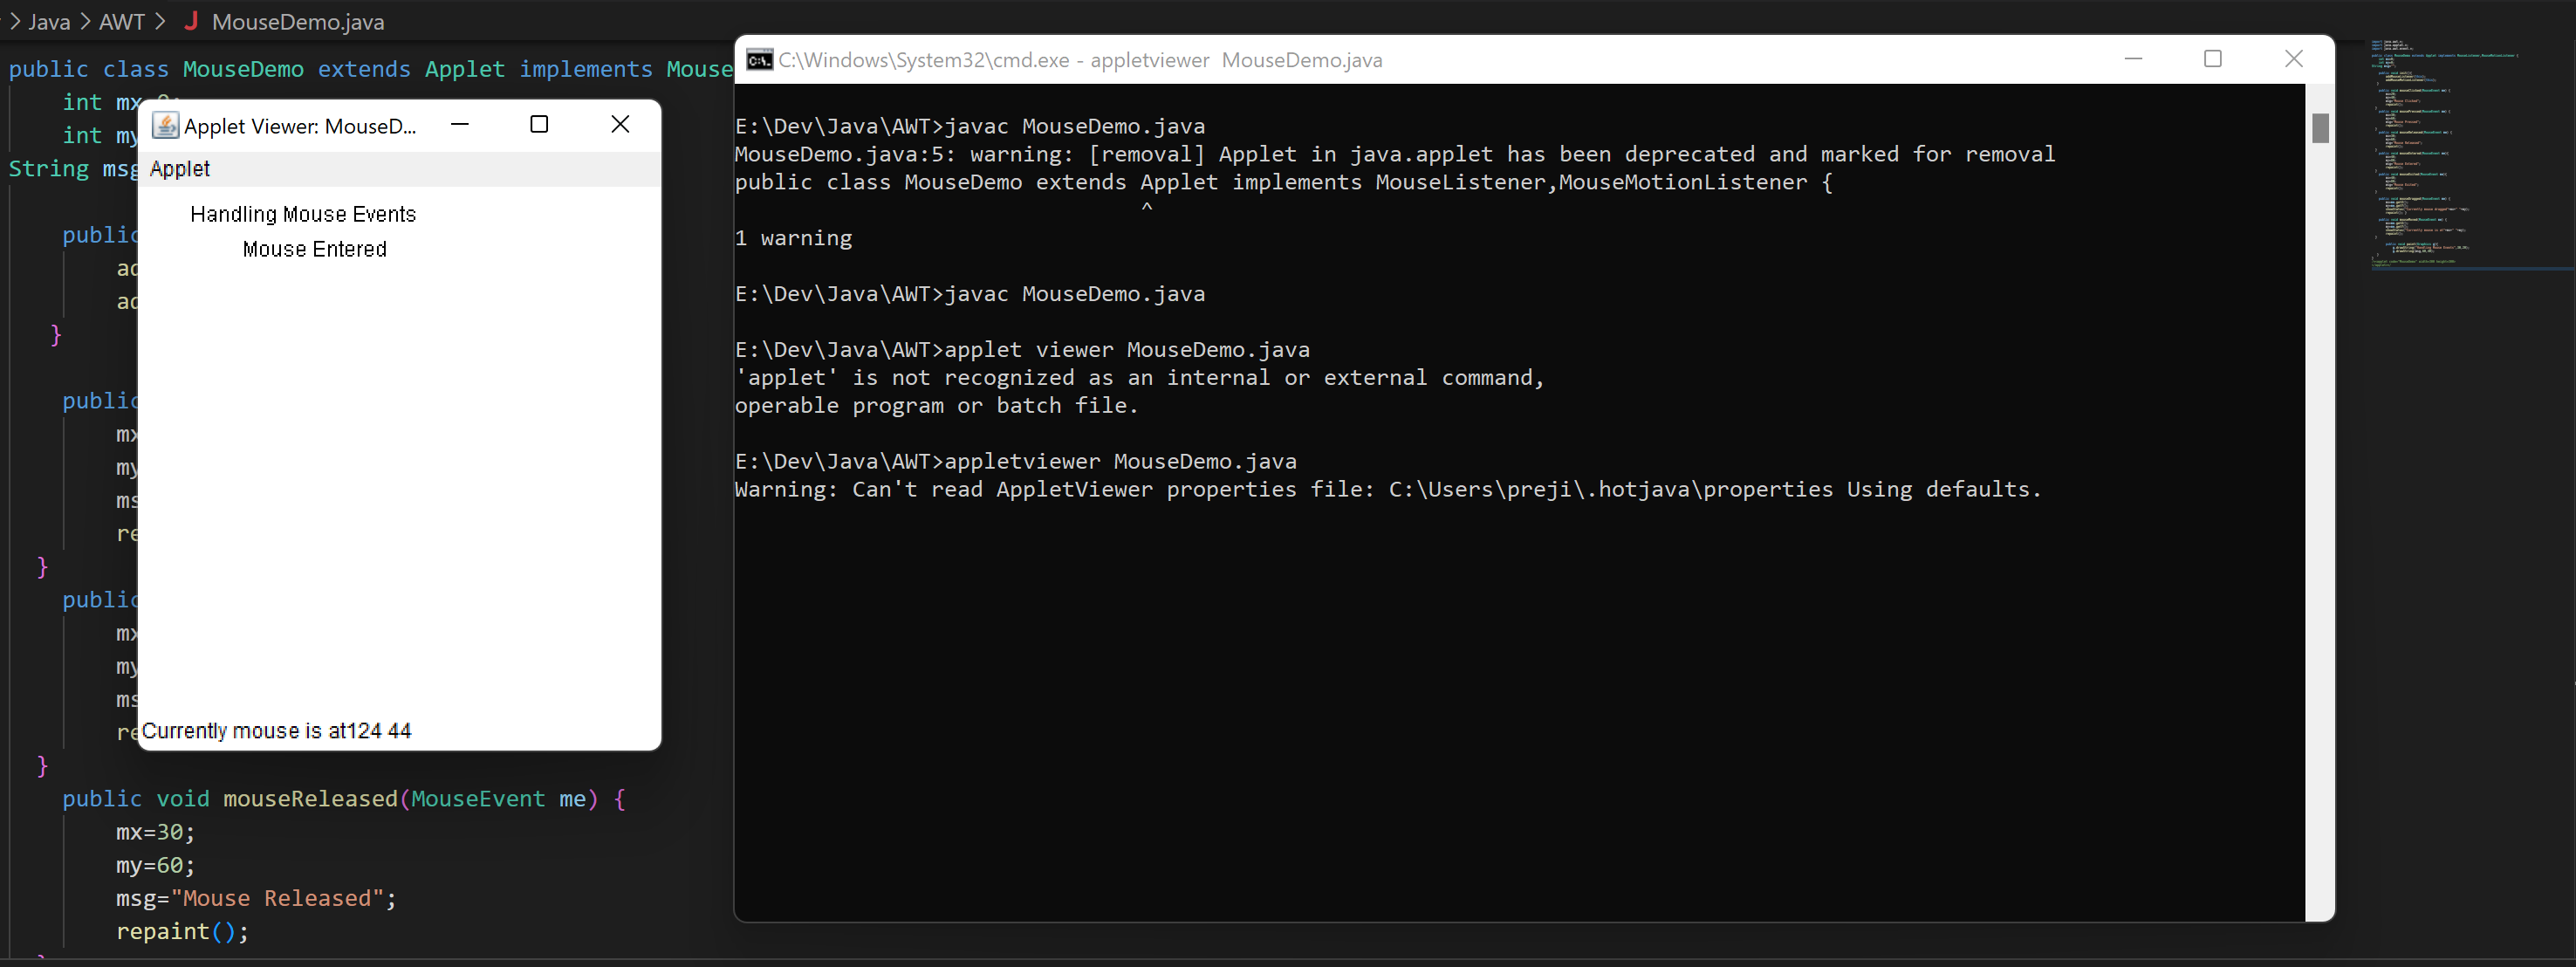 > Java > AWT > J MouseDemo.java
public class MouseDemo extends Applet implements Mouse
int mx
int my
String msg
public
ad
ad
}
public
mx
my
ms
re
}
public
mx
my
ms
re
}
public void mouseReleased(MouseEvent me) {
mx=30;
my=60;
msg="Mouse Released";
repaint();
Applet Viewer: MouseD...
Applet
Handling Mouse Events
Mouse Entered
Currently mouse is at124 44
C:\Windows\System32\cmd.exe - appletviewer  MouseDemo.java
E:\Dev\Java\AWT>javac MouseDemo.java
MouseDemo.java:5: warning: [removal] Applet in java.applet has been deprecated and marked for removal
public class MouseDemo extends Applet implements MouseListener,MouseMotionListener {
^
1 warning
E:\Dev\Java\AWT>javac MouseDemo.java
E:\Dev\Java\AWT>applet viewer MouseDemo.java
'applet' is not recognized as an internal or external command,
operable program or batch file.
E:\Dev\Java\AWT>appletviewer MouseDemo.java
Warning: Can't read AppletViewer properties file: C:\Users\preji\.hotjava\properties Using defaults.